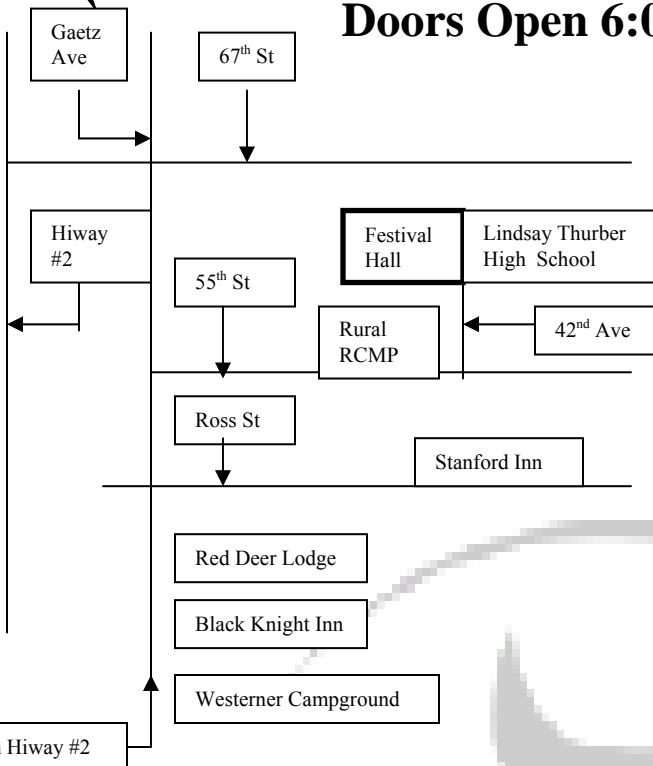 Doors Open 6:0
Gaetz
Ave
67th St
Hiway
#2
Festival
Hall
Lindsay Thurber
High School
55th St
Rural
RCMP
42nd Ave
Ross St
Stanford Inn
Red Deer Lodge
Black Knight Inn
Westerner Campground
Hiway #2